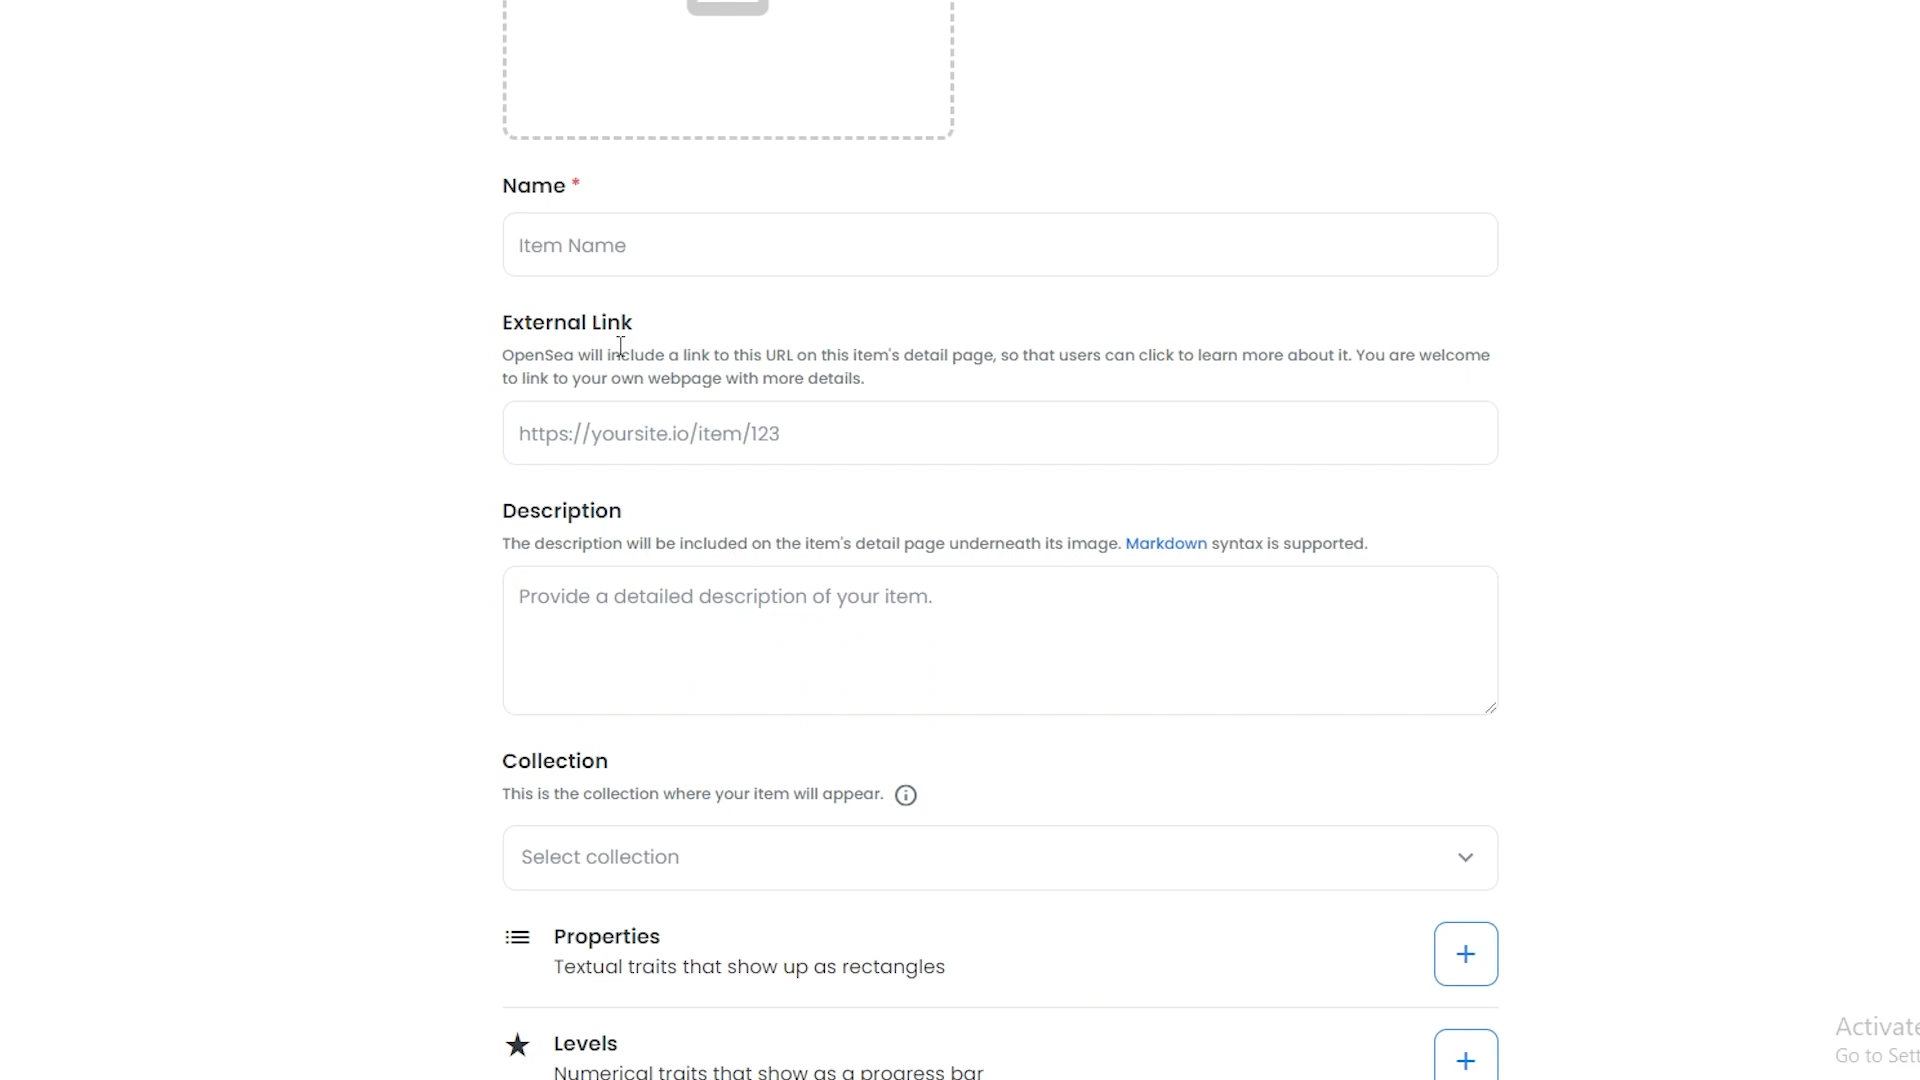 Name *
Item Name
External Link
OpenSea will include a link to this URL on this item's detail page, so that users can click to learn more about it. You are welcome
to link to your own webpage with more details.
https://yoursite.io/item/123
Description
The description will be included on the item's detail page underneath its image. Markdown syntax is supported.
Provide a detailed description of your item.
Collection
This is the collection where your item will appear.
Select collection
Properties
Textual traits that show up as rectangles
Levels
Numerical traits that show as a progress bar
Activate
Go to Sett